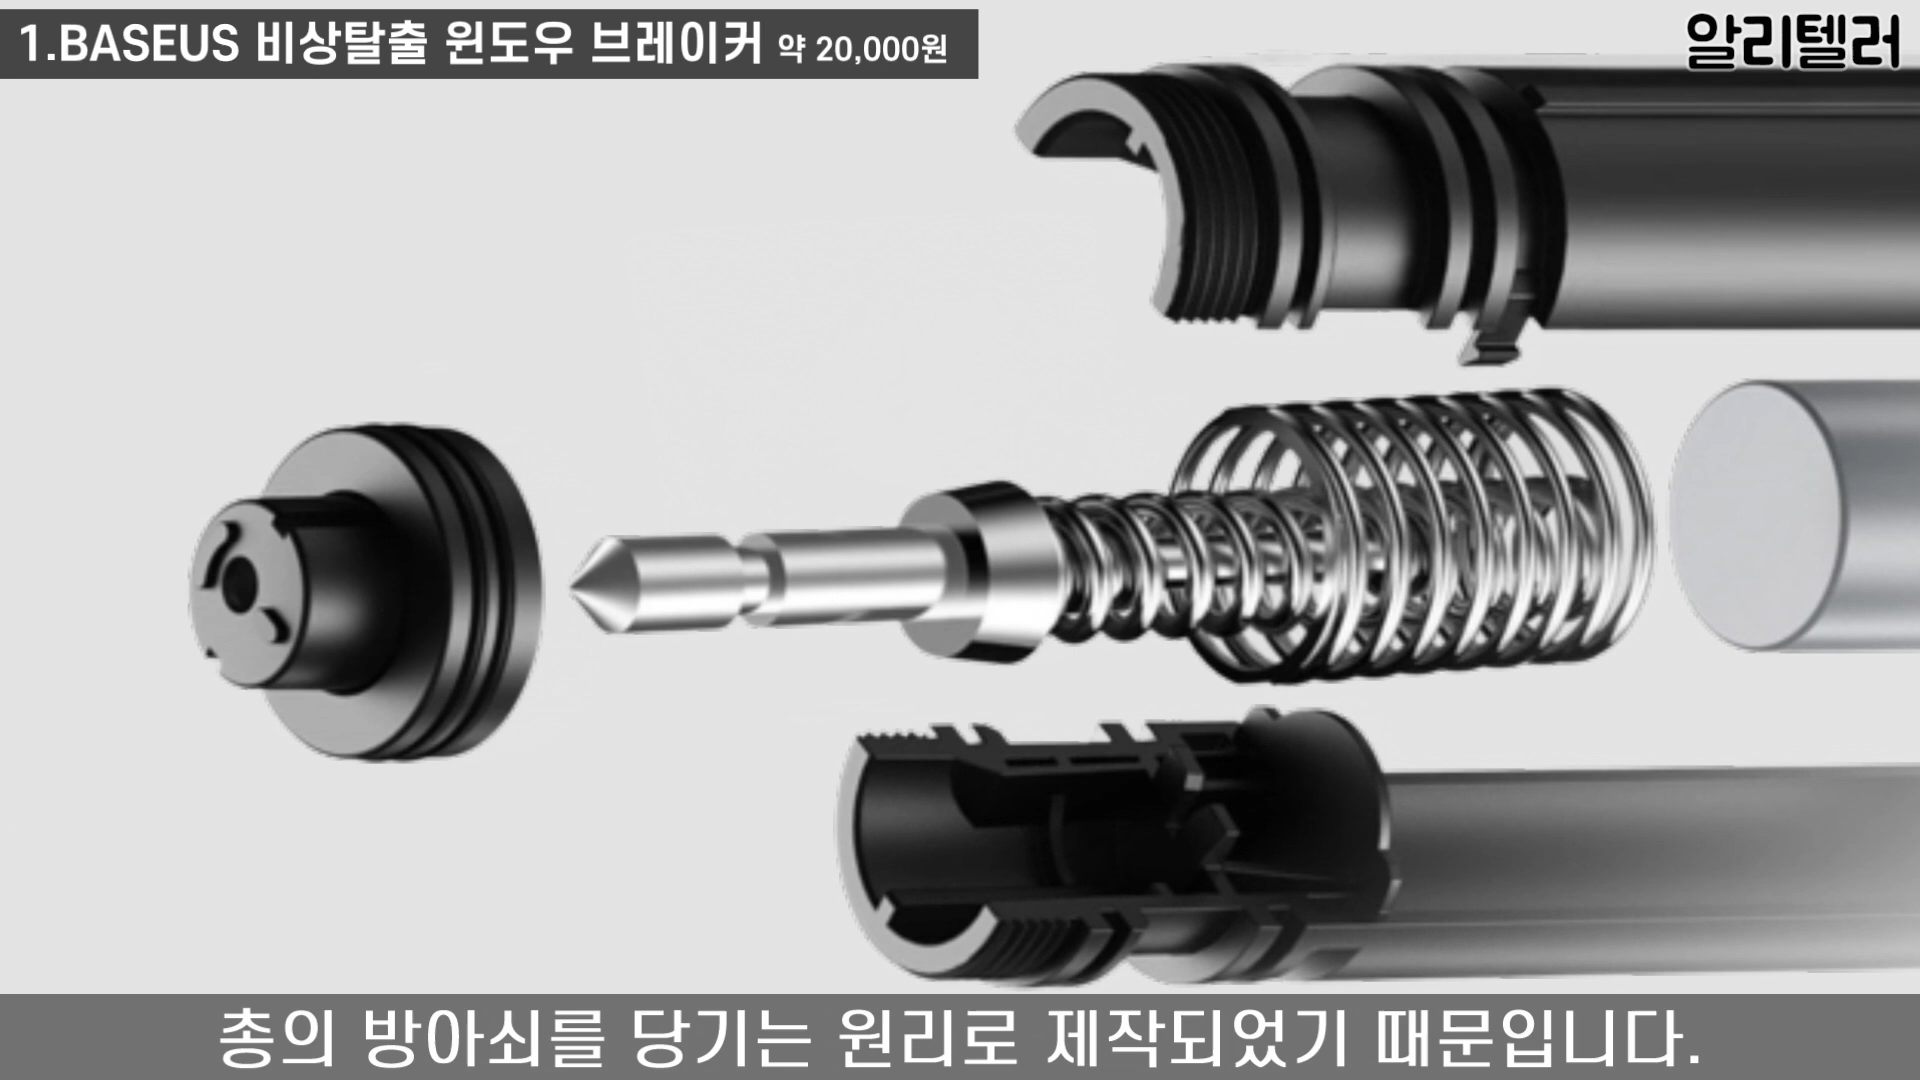 1.BASEUS 비상탈출 윈도우 브레이커 약 20,000원
알리텔러
총의 방아쇠를 당기는 원리로 제작되었기 때문입니다.